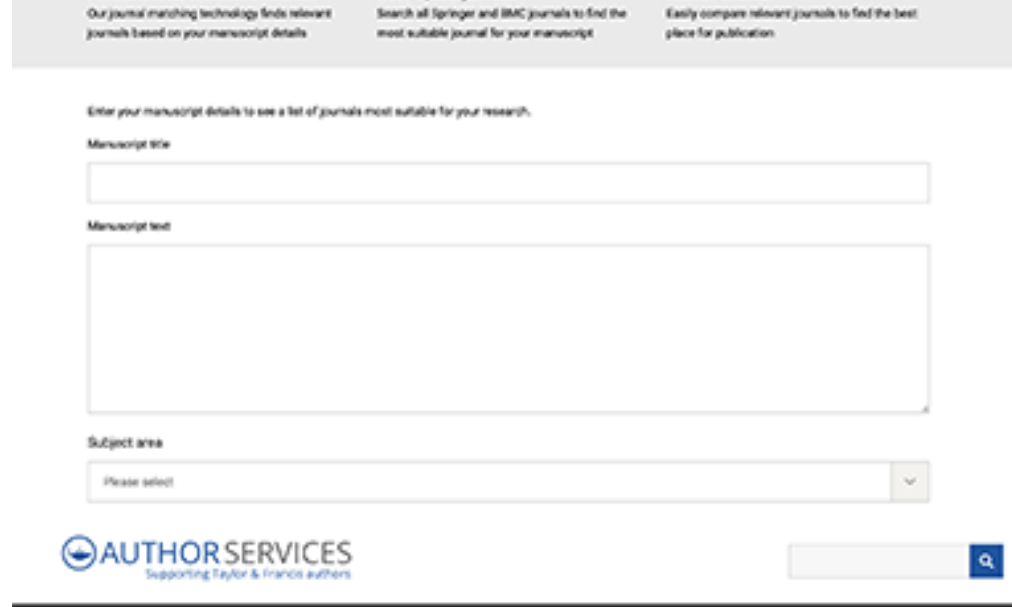 Our journal matching technology finds relevant
journals based on your manuscript details
Search all Springer and BMC journals to find the
most suitable journal for your manuscript
Easily compare relevant journals to find the best
place for publication
Enter your manuscript details to see a list of journals most suitable for your research.
Manuscript title
Manuscript text
Subject area
Please select
AUTHOR SERVICES
Supporting Taylor & Francis authors